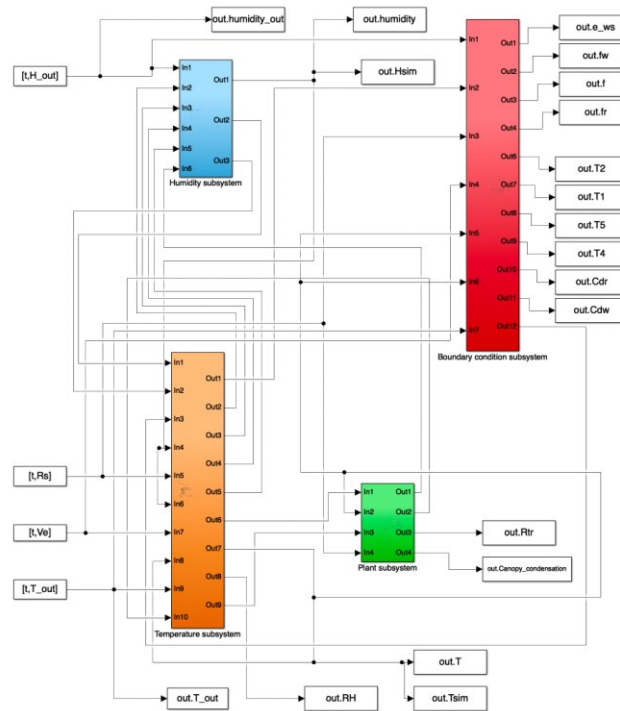 out.humidity_out
out.humidity
out.Hsim
[t,H_out]
In1
In2
In3
In4
In5
In6
Out1
Out2
Out3
Humidity subsystem
In1
In2
In3
In4
In5
In6
In7
Out1
Out2
Out3
Out4
Out6
Out7
Out8
Out9
Out10
Out11
Out12
Boundary condition subsystem
out.e_ws
out.fw
out.f
out.fr
out.T2
out.T1
out.T5
out.T4
out.Cdr
out.Cdw
[t,Rs]
[t,Ve]
[t,T_out]
In1
In2
In3
In4
In5
In6
In7
In8
In9
In10
Out1
Out2
Out3
Out4
Out5
Out6
Out7
Out8
Out9
Temperature subsystem
In1
In2
In3
In4
Out1
Out2
Out3
Out4
Plant subsystem
out.Rtr
out.Canopy_condensation
out.T
out.T_out
out.RH
out.Tsim